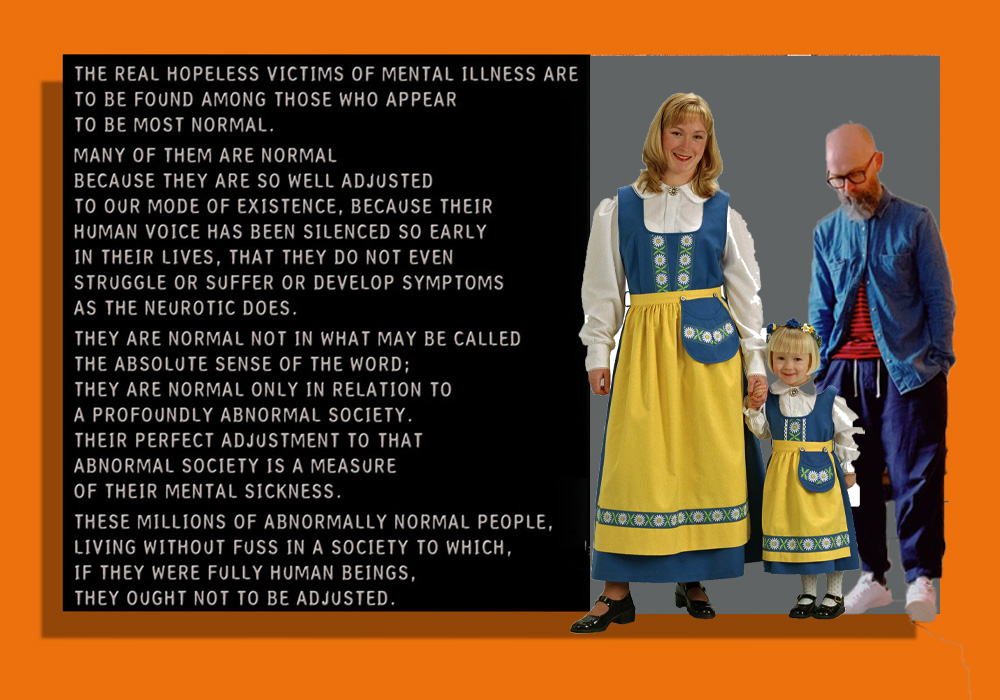 THE REAL HOPELESS VICTIMS OF MENTAL ILLNESS ARE
TO BE FOUND AMONG THOSE WHO APPEAR
TO BE MOST NORMAL.
MANY OF THEM ARE NORMAL
BECAUSE THEY ARE SO WELL ADJUSTED
TO OUR MODE OF EXISTENCE, BECAUSE THEIR
HUMAN VOICE HAS BEEN SILENCED SO EARLY
IN THEIR LIVES, THAT THEY DO NOT EVEN
STRUGGLE OR SUFFER OR DEVELOP SYMPTOMS
AS THE NEUROTIC DOES.
THEY ARE NORMAL NOT IN WHAT MAY BE CALLED
THE ABSOLUTE SENSE OF THE WORD;
THEY ARE NORMAL ONLY IN RELATION TO
A PROFOUNDLY ABNORMAL SOCIETY.
THEIR PERFECT ADJUSTMENT TO THAT
ABNORMAL SOCIETY IS A MEASURE
OF THEIR MENTAL SICKNESS.
THESE MILLIONS OF ABNORMALLY NORMAL PEOPLE,
LIVING WITHOUT FUSS IN A SOCIETY TO WHICH,
IF THEY WERE FULLY HUMAN BEINGS,
THEY OUGHT NOT TO BE ADJUSTED.